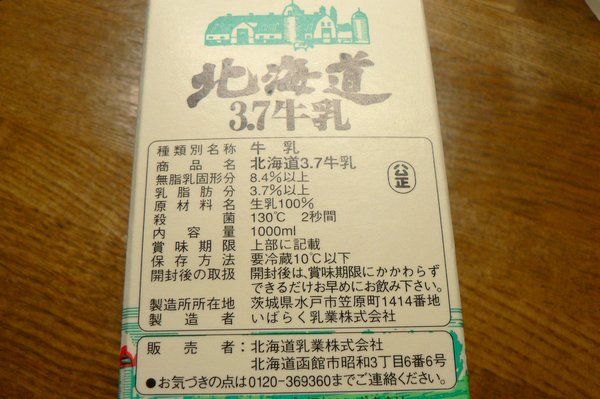 北海道
3.7牛乳
種類別名称 牛乳
商品名 北海道3.7牛乳
無脂乳固形分 8.4%以上
乳脂肪分 3.7%以上
原材料名 生乳100%
殺菌 130℃ 2秒間
内容量 1000ml
賞味期限 上部に記載
保存方法 要冷蔵10℃以下
開封後の取扱 開封後は、賞味期限にかかわらず
できるだけお早めにお飲み下さい。
製造所所在地 茨城県水戸市笠原町1414番地
製造者 いばらく乳業株式会社
公正
販売者：北海道乳業株式会社
北海道函館市昭和3丁目6番6号
●お気づきの点は0120-369360までご連絡ください。